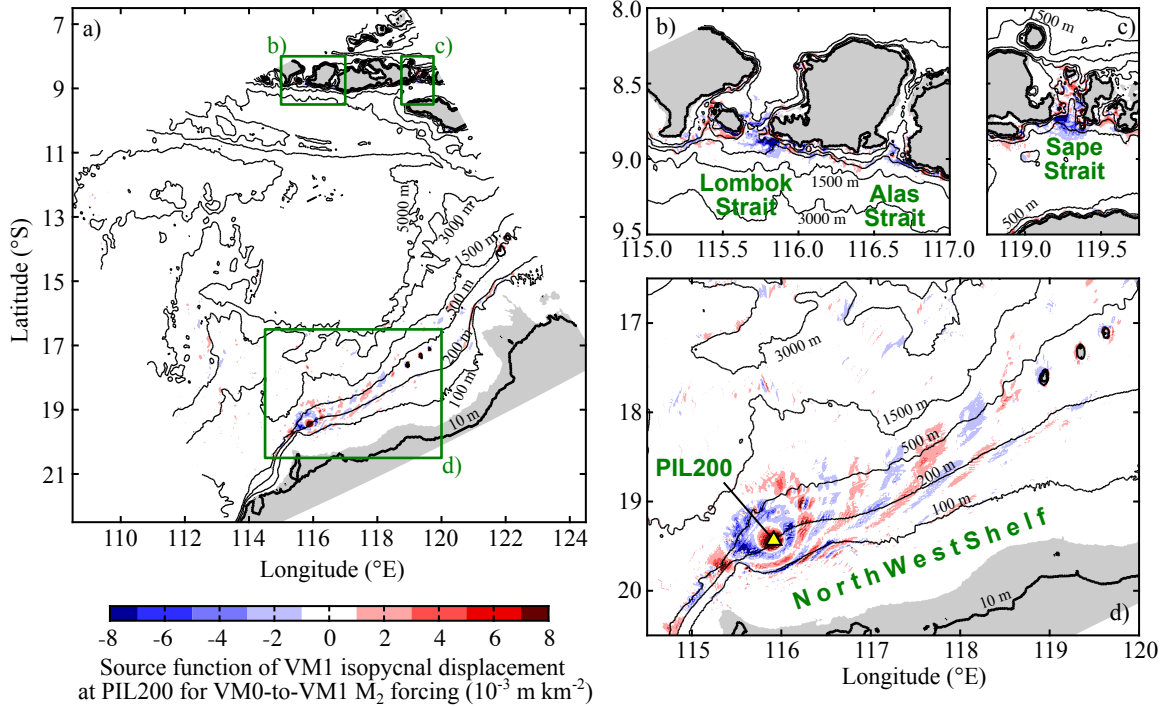 a)
b)
c)
7
9
11
13
15
17
19
21
Latitude (°S)
5000 m
3000 m
1500 m
500 m
200 m
100 m
10 m
d)
110
112
114
116
118
120
122
124
Longitude (°E)
-8
-6
-4
-2
0
2
4
6
8
Source function of VM1 isopycnal displacement
at PIL200 for VM0-to-VM1 M2 forcing (10-3 m km-2)
b)
8.0
8.5
9.0
9.5
1500 m
3000 m
Lombok
Strait
Alas
Strait
115.0
115.5
116.0
116.5
117.0
c)
500 m
Sape
Strait
500 m
119.0
119.5
17
18
19
20
3000 m
1500 m
500 m
200 m
100 m
10 m
PIL200
NorthWestShelf
d)
115
116
117
118
119
120
Longitude (°E)